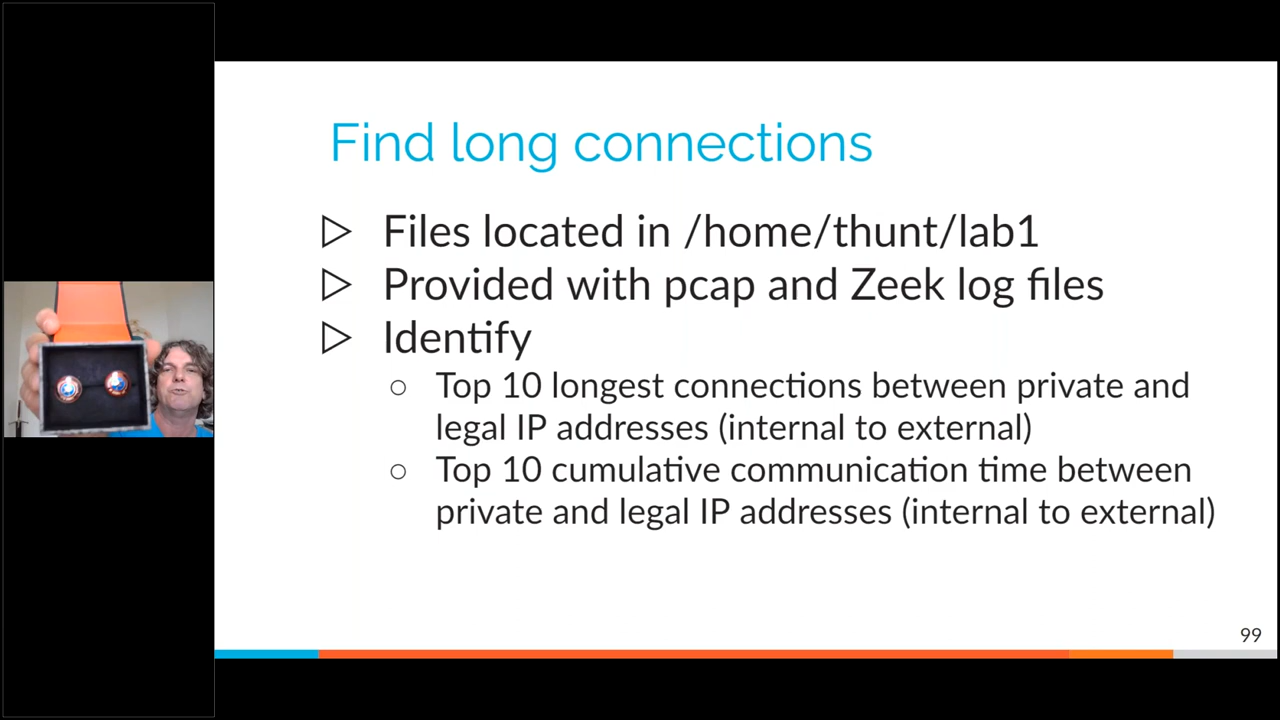 Find long connections
▷ Files located in /home/thunt/lab1
▷ Provided with pcap and Zeek log files
▷ Identify
○ Top 10 longest connections between private and
legal IP addresses (internal to external)
○ Top 10 cumulative communication time between
private and legal IP addresses (internal to external)
99